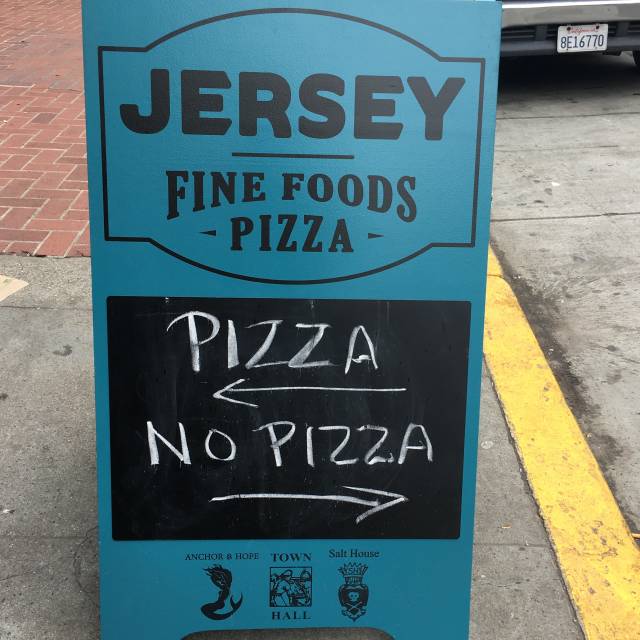 8E16770
JERSEY
FINE FOODS
PIZZA
PIZZA
NO PIZZA
ANCHOR & HOPE TOWN Salt House
HALL